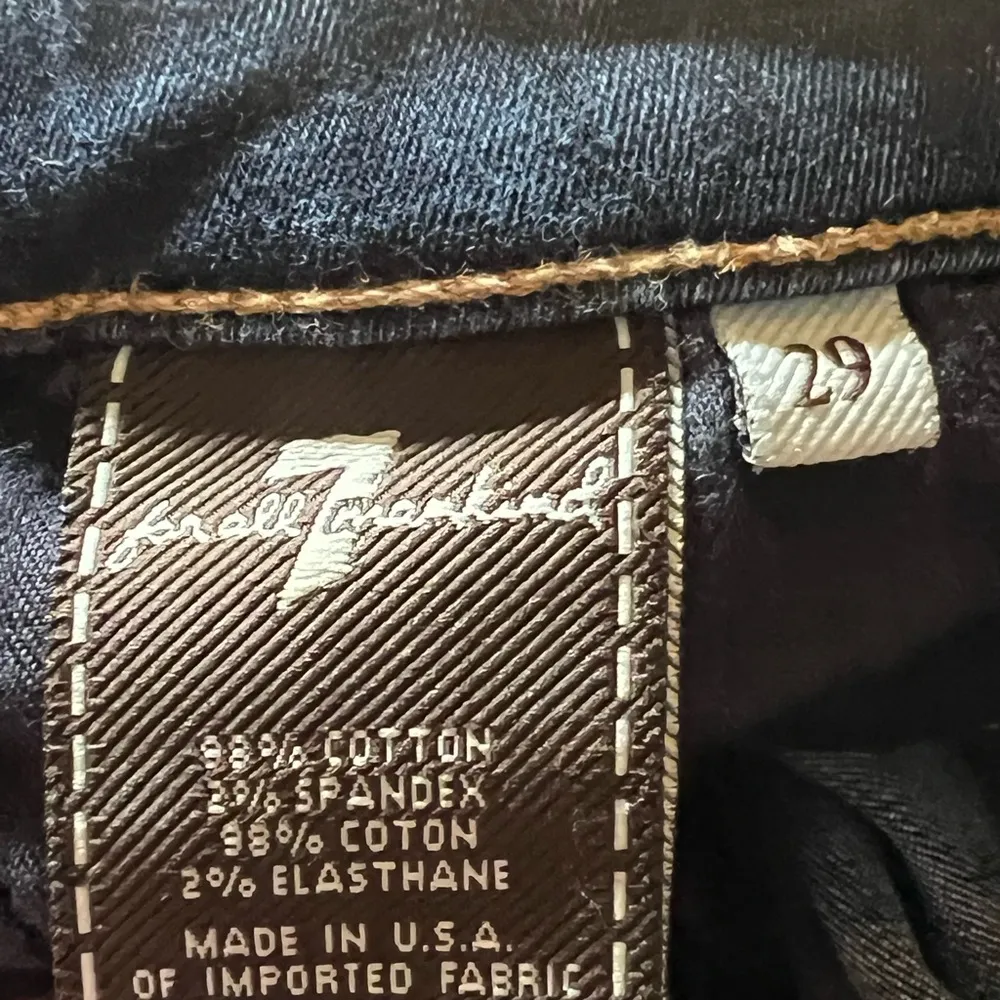 for all 7 mankind
29
98% COTTON
2% SPANDEX
98% COTON
2% ELASTHANE
MADE IN U.S.A.
OF IMPORTED FABRIC